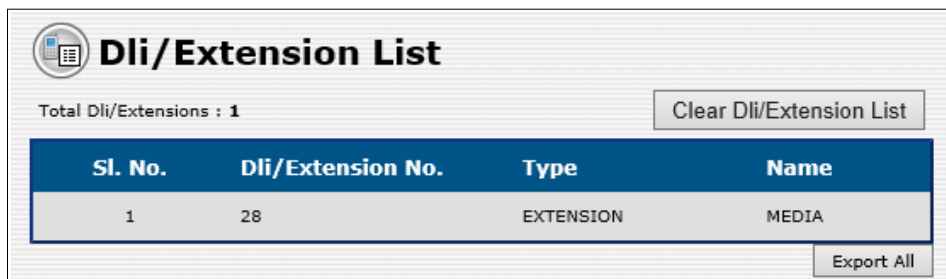 Dli/Extension List
Total Dli/Extensions : 1
Clear Dli/Extension List
Sl. No. Dli/Extension No. Type Name
1 28 EXTENSION MEDIA
Export All